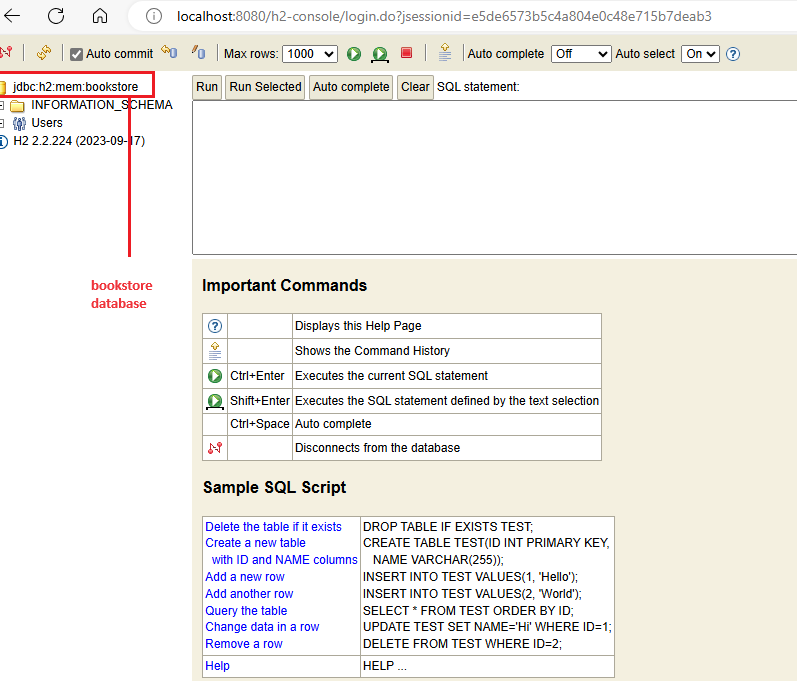 localhost:8080/h2-console/login.do?jsessionid=e5de6573b5c4a804e0c48e715b7deab3
Auto commit Max rows: 1000 Auto complete Off Auto select On
jdbc:h2:mem:bookstore
INFORMATION_SCHEMA
Users
H2 2.2.224 (2023-09-17)
bookstore
database
Run Run Selected Auto complete Clear SQL statement:
Important Commands
Displays this Help Page
Shows the Command History
Ctrl+Enter Executes the current SQL statement
Shift+Enter Executes the SQL statement defined by the text selection
Ctrl+Space Auto complete
Disconnects from the database
Sample SQL Script
Delete the table if it exists DROP TABLE IF EXISTS TEST;
Create a new table CREATE TABLE TEST(ID INT PRIMARY KEY,
with ID and NAME columns NAME VARCHAR(255));
Add a new row INSERT INTO TEST VALUES(1, 'Hello');
Add another row INSERT INTO TEST VALUES(2, 'World');
Query the table SELECT * FROM TEST ORDER BY ID;
Change data in a row UPDATE TEST SET NAME='Hi' WHERE ID=1;
Remove a row DELETE FROM TEST WHERE ID=2;
Help HELP ...